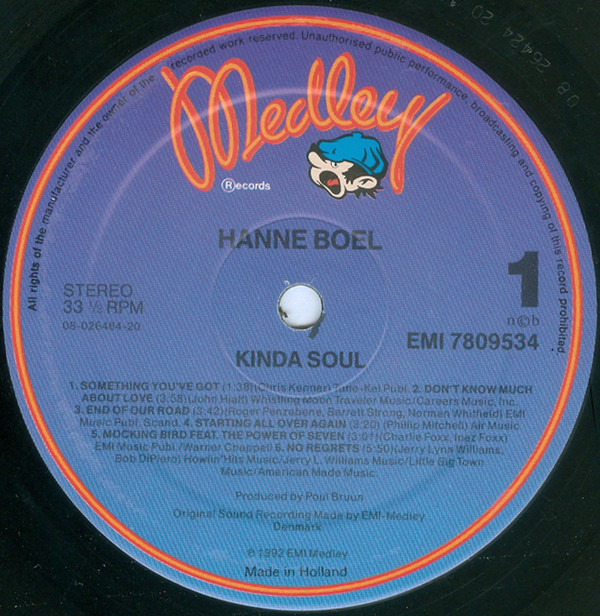 All rights of the manufacturer and the owner of the recorded work reserved. Unauthorised public performance, broadcasting and copying of this record prohibited.
Medley
Records
HANNE BOEL
STEREO
33 ⅓ RPM
08-026484-20
1
n©b
EMI 7809534
KINDA SOUL
1. SOMETHING YOU'VE GOT (1:38)(Chris Kenner) Tune-Kel Publ. 2. DON'T KNOW MUCH
ABOUT LOVE (3:58)(John Hiatt) Whistling Moon Traveler Music/Careers Music, Inc.
3. END OF OUR ROAD (3:42)(Roger Penzabene, Barrett Strong, Norman Whitfield) EMI
Music Publ. Scand. 4. STARTING ALL OVER AGAIN (3:20) (Phillip Mitchell) Air Music
5. MOCKING BIRD FEAT. THE POWER OF SEVEN (3:01)(Charlie Foxx, Inez Foxx)
EMI Music Publ./Warner Chappell 6. NO REGRETS (5:50)(Jerry Lynn Williams,
Bob DiPiero) Howlin' Hits Music/Jerry L. Williams Music/Little Big Town
Music/American Made Music.
Produced by Poul Bruun
Original Sound Recording Made by EMI-Medley
Denmark
℗ 1992 EMI Medley
Made in Holland